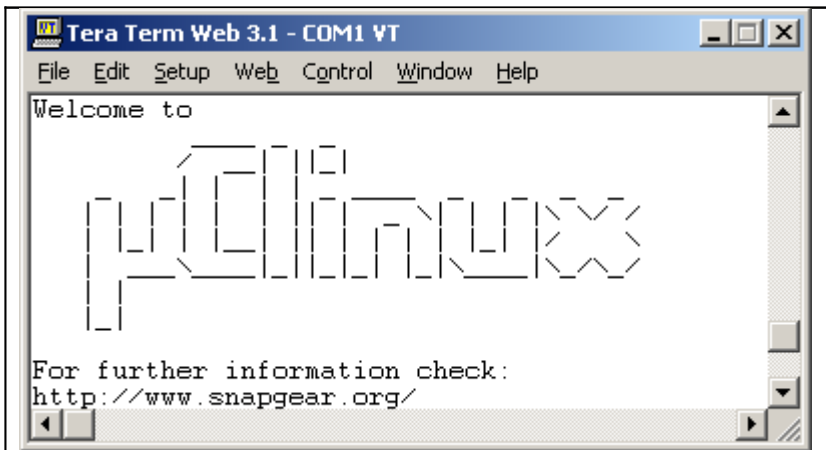 Tera Term Web 3.1 - COM1 VT
File Edit Setup Web Control Window Help
Welcome to
µClinux
For further information check:
http://www.snapgear.org/